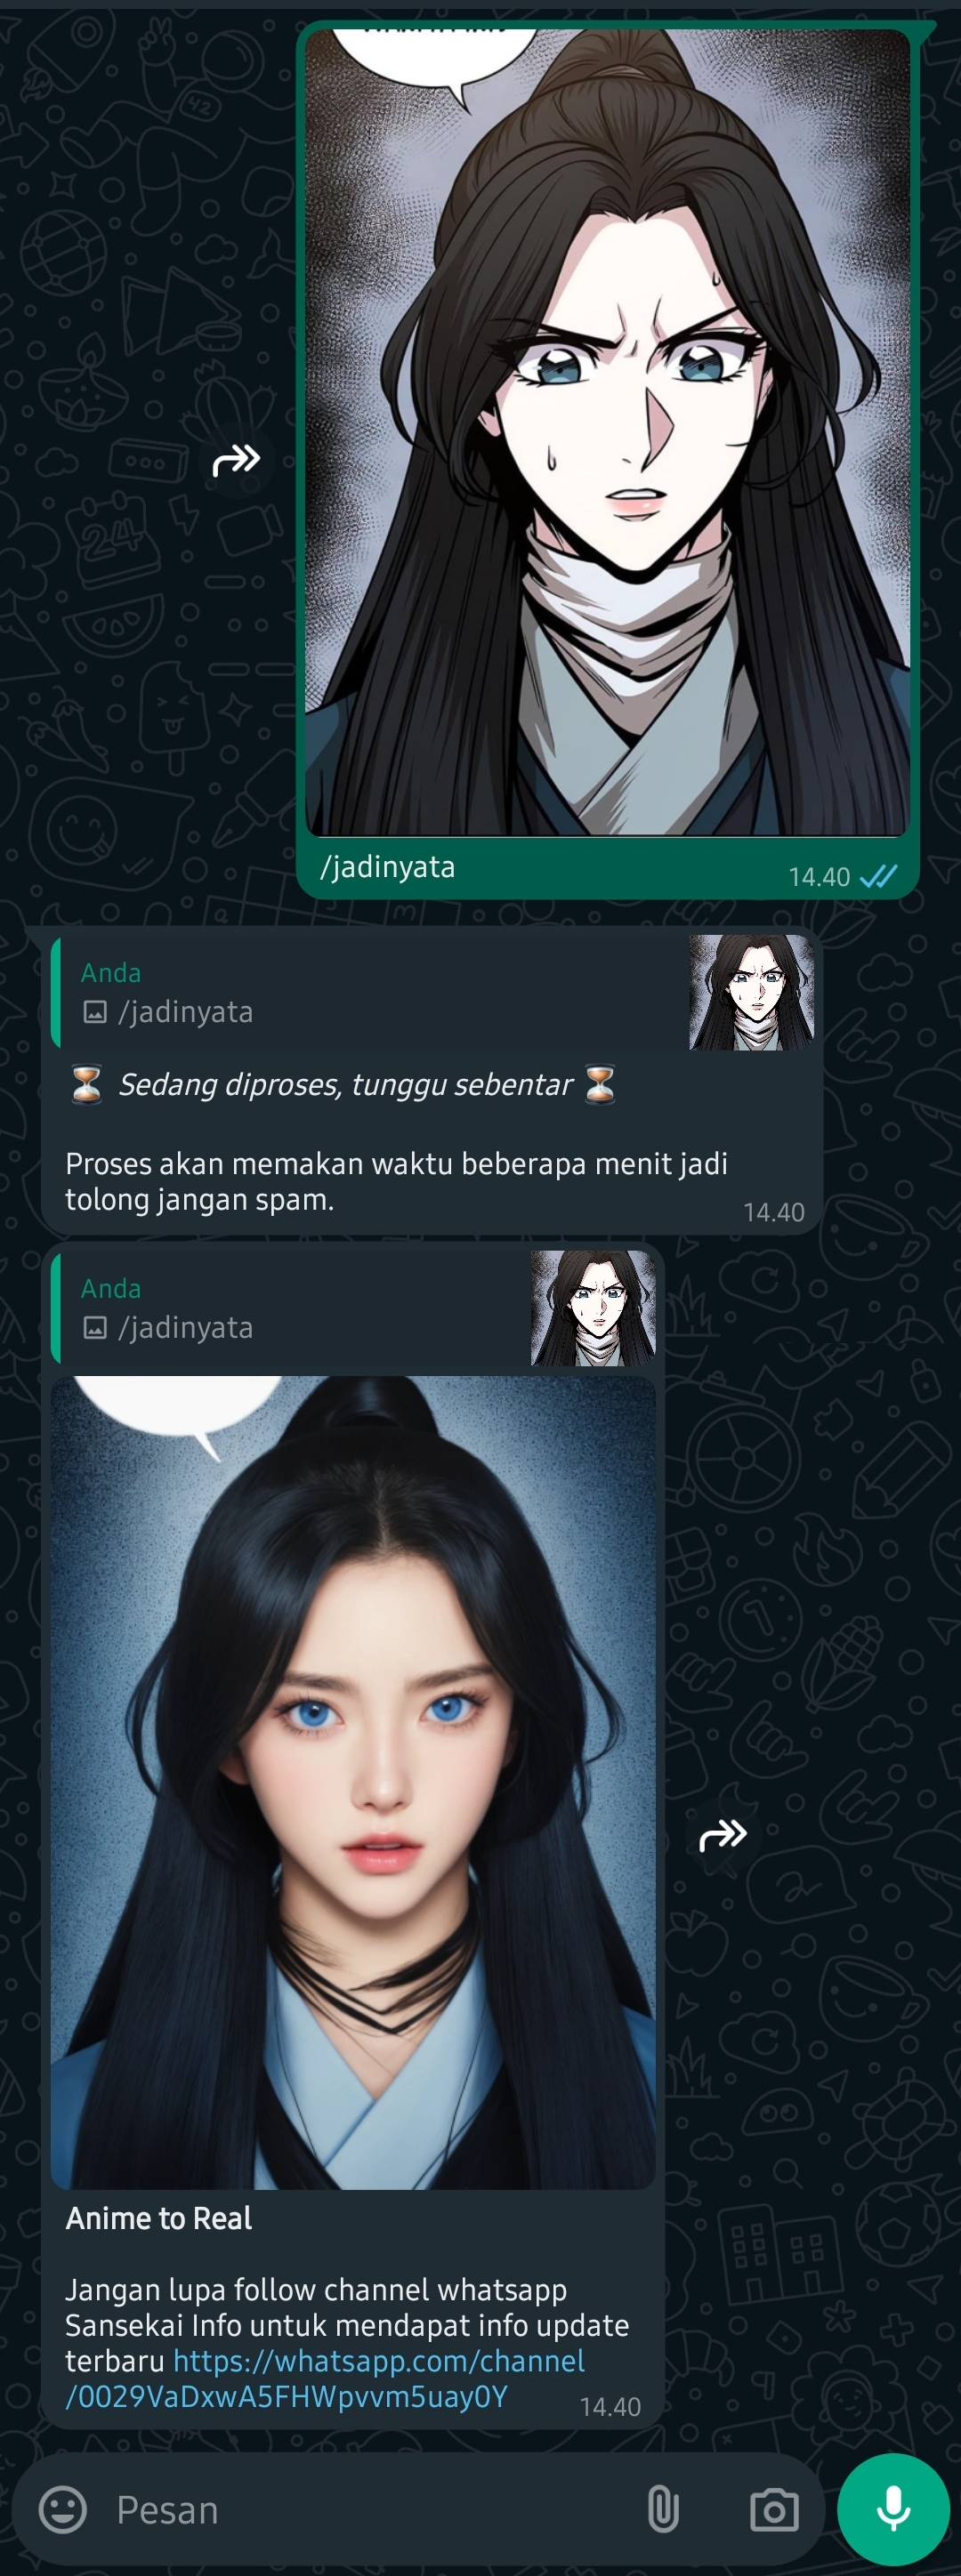 /jadinyata
14.40
Anda
/jadinyata
⏳ Sedang diproses, tunggu sebentar ⏳
Proses akan memakan waktu beberapa menit jadi
tolong jangan spam.
14.40
Anda
/jadinyata
Anime to Real
Jangan lupa follow channel whatsapp
Sansekai Info untuk mendapat info update
terbaru https://whatsapp.com/channel
/0029VaDxwA5FHWpvvm5uay0Y
14.40
Pesan